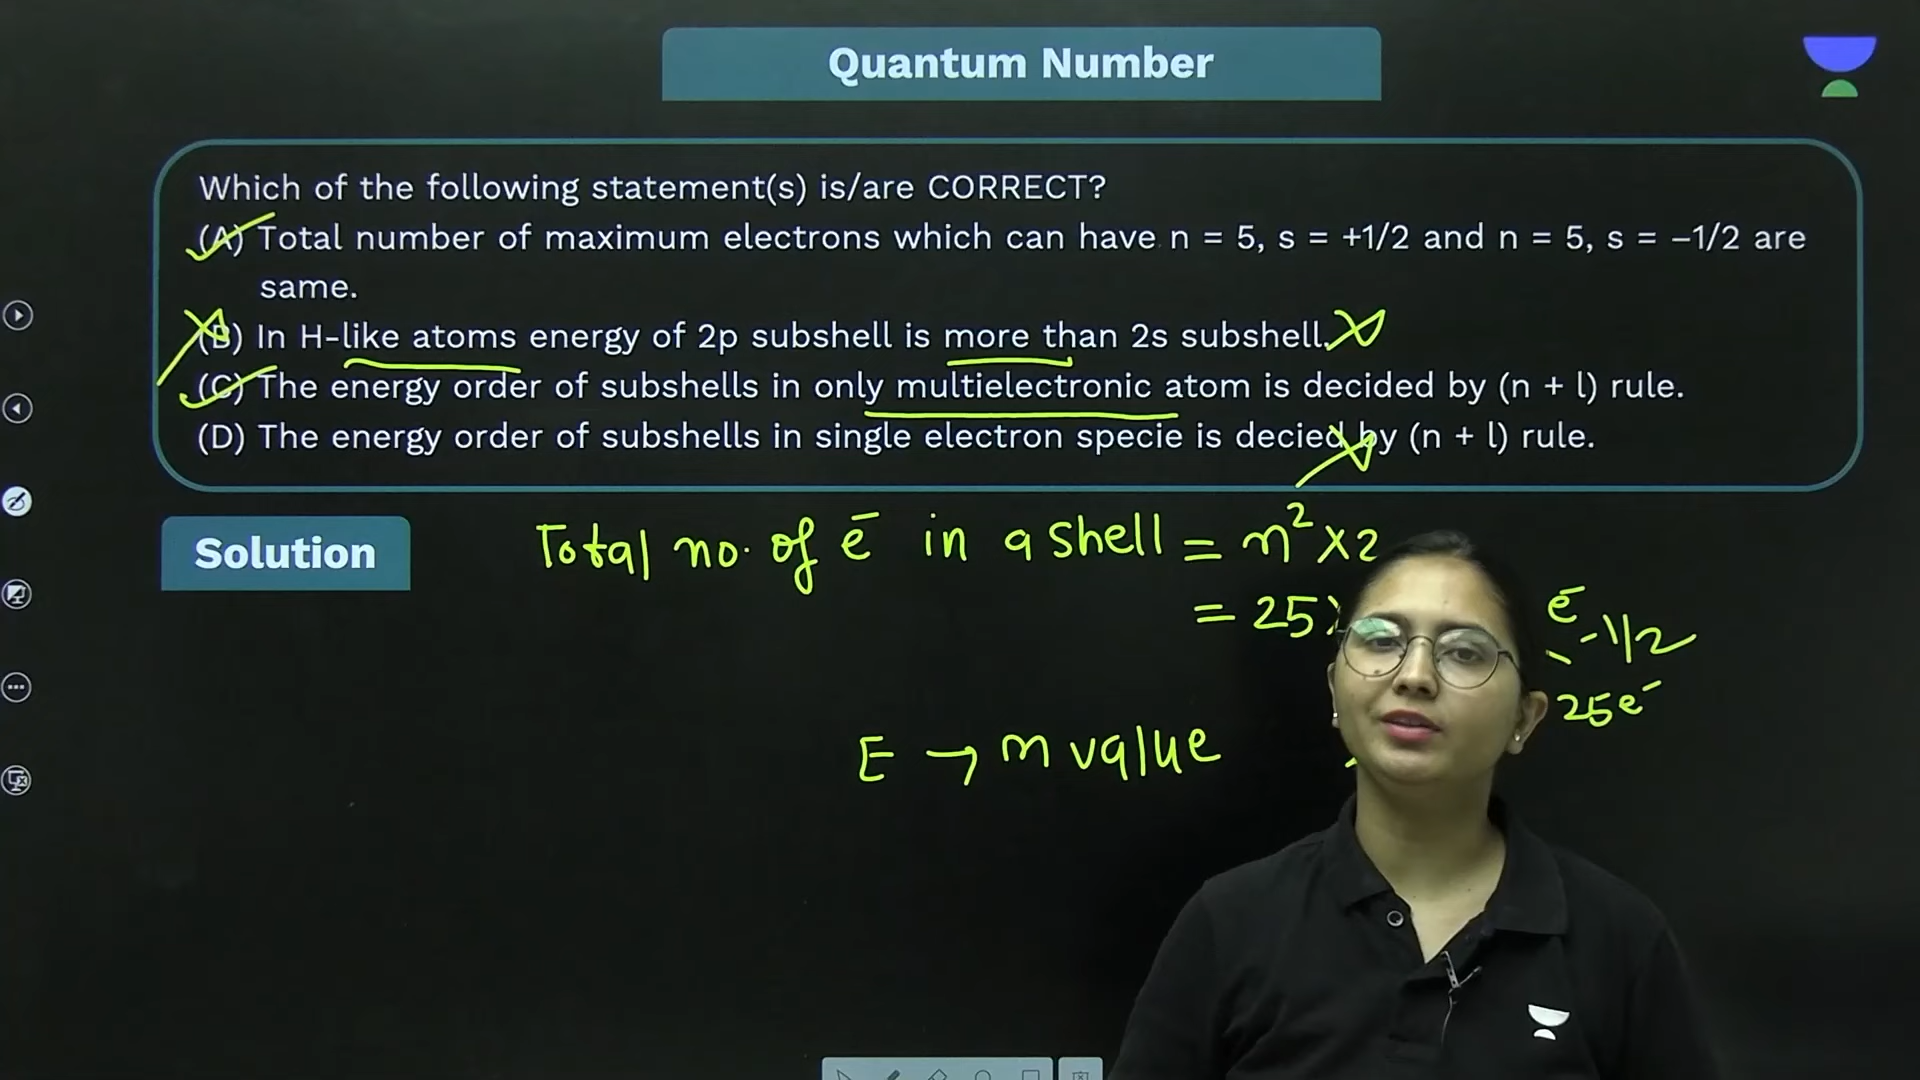 Quantum Number
Which of the following statement(s) is/are CORRECT?
(A) Total number of maximum electrons which can have n = 5, s = +1/2 and n = 5, s = –1/2 are
same.
(B) In H-like atoms energy of 2p subshell is more than 2s subshell.
(C) The energy order of subshells in only multielectronic atom is decided by (n + l) rule.
(D) The energy order of subshells in single electron specie is decied by (n + l) rule.
Solution
Total no. of e⁻ in a shell = n² × 2
= 25
e⁻
-1/2
25e⁻
E → n value